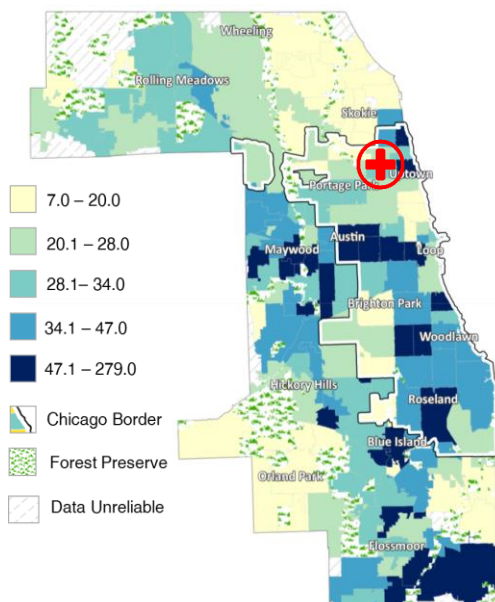 Wheeling
Rolling Meadows
Skokie
Uptown
Portage Park
7.0 – 20.0
20.1 – 28.0
Austin
Maywood
Loop
28.1– 34.0
Brighton Park
34.1 – 47.0
Woodlawn
47.1 – 279.0
Hickory Hills
Roseland
Chicago Border
Blue Island
Forest Preserve
Orland Park
Data Unreliable
Flossmoor